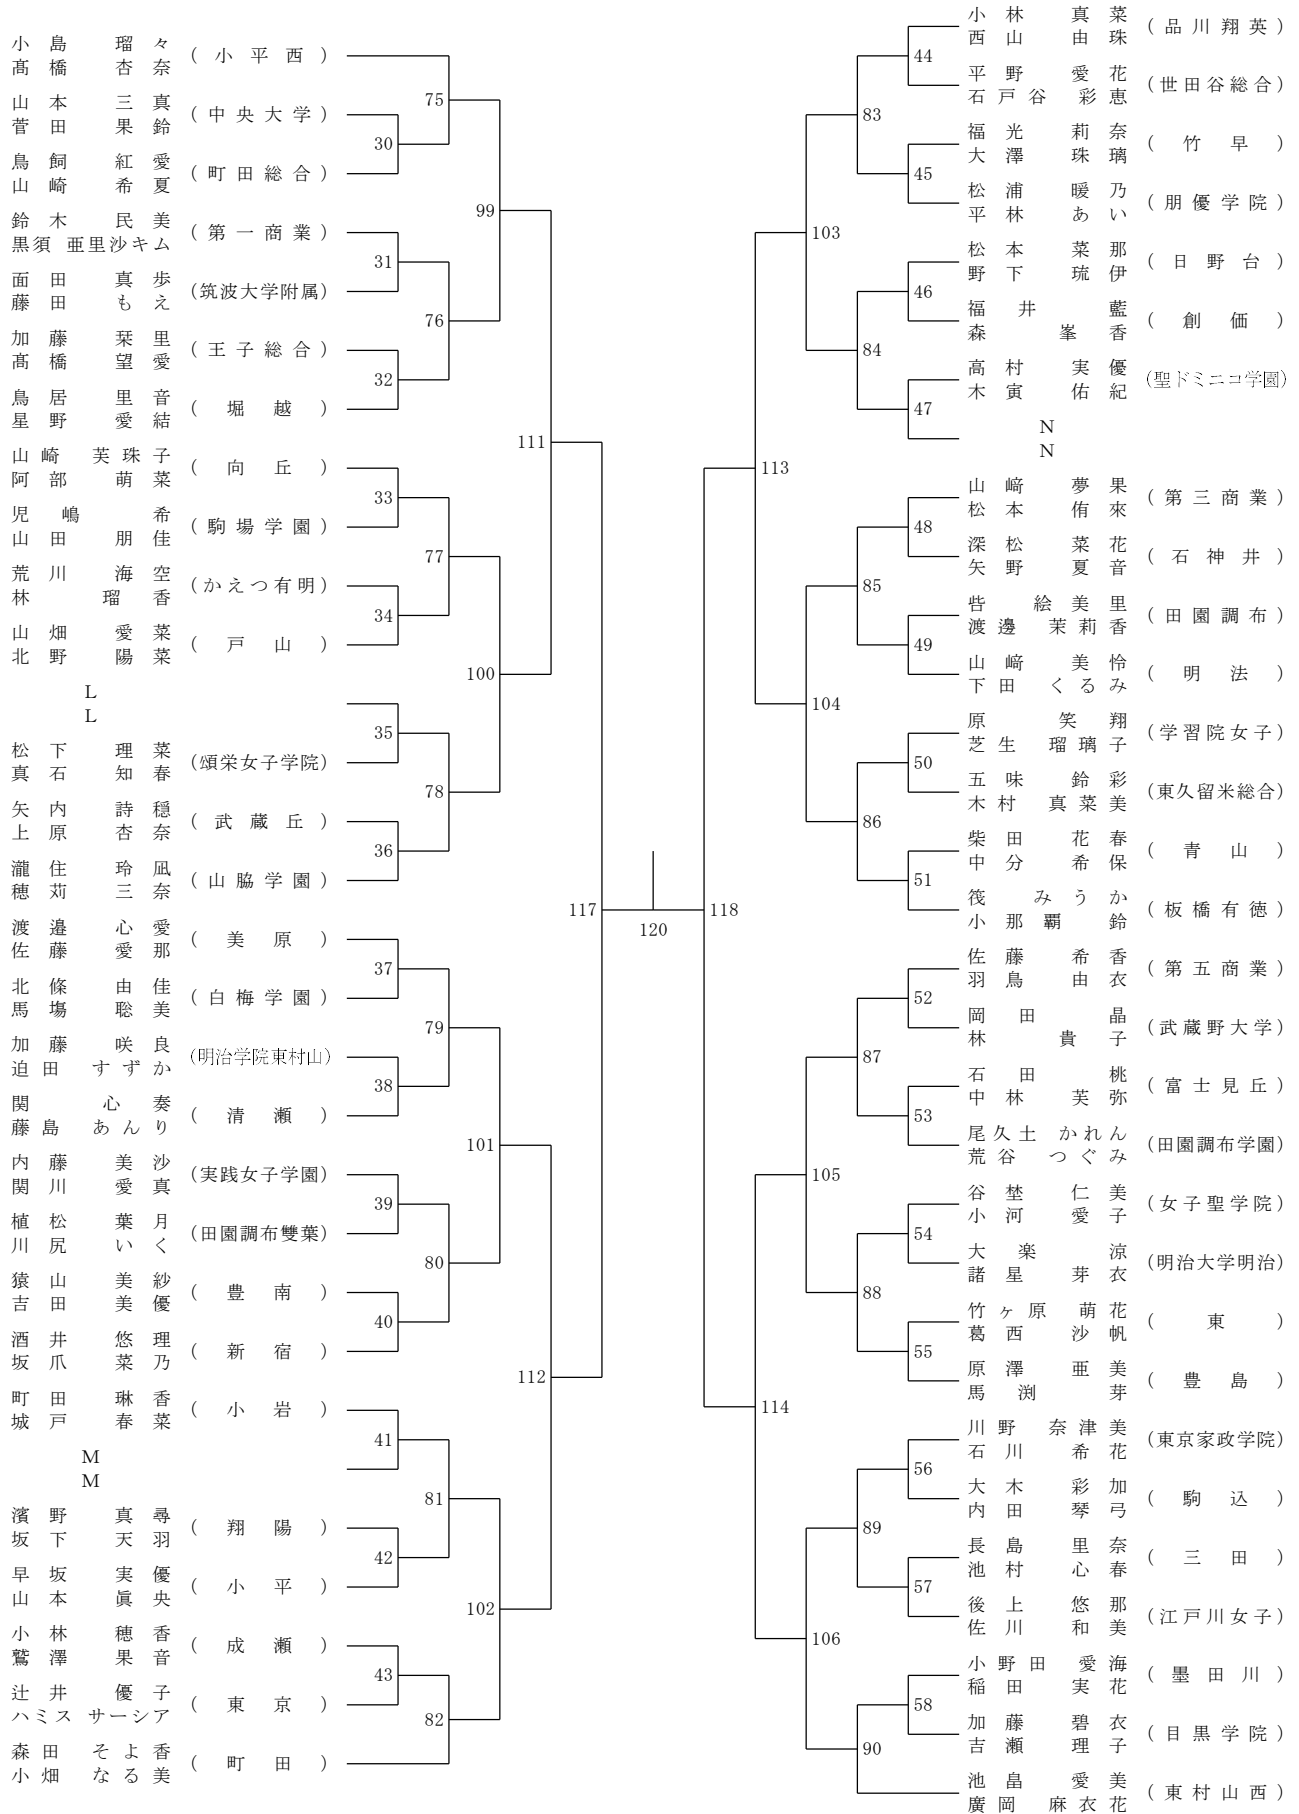 小島 瑠々
髙橋 杏奈
(小平西)
山本 三真
菅田 果鈴
(中央大学)
鳥飼 紅愛
山崎 希夏
(町田総合)
鈴木 民美
黒須 亜里沙キム
(第一商業)
面田 真歩
藤田 もえ
(筑波大学附属)
加藤 栞里
髙橋 望愛
(王子総合)
鳥居 里音
星野 愛結
(堀越)
山崎 芙珠子
阿部 萌菜
(向丘)
児嶋 希
山田 朋佳
(駒場学園)
荒川 海空
林 瑠香
(かえつ有明)
山畑 愛菜
北野 陽菜
(戸山)
L
L
松下 理菜
真石 知春
(頌栄女子学院)
矢内 詩穏
上原 杏奈
(武蔵丘)
瀧住 玲凪
穂苅 三奈
(山脇学園)
渡邉 心愛
佐藤 愛那
(美原)
北條 由佳
馬塲 聡美
(白梅学園)
加藤 咲良
迫田 すずか
(明治学院東村山)
関 心奏
藤島 あんり
(清瀬)
内藤 美沙
関川 愛真
(実践女子学園)
植松 葉月
川尻 いく
(田園調布雙葉)
猿山 美紗
吉田 美優
(豊南)
酒井 悠理
坂爪 菜乃
(新宿)
町田 琳香
城戸 春菜
(小岩)
M
M
濱野 真尋
坂下 天羽
(翔陽)
早坂 実優
山本 眞央
(小平)
小林 穂香
鷲澤 果音
(成瀬)
辻井 優子
ハミス サーシア
(東京)
森田 そよ香
小畑 なる美
(町田)
75
30
99
31
76
32
111
33
77
34
100
35
78
36
117
37
79
38
101
39
80
40
112
41
81
42
102
43
82
120
118
44
83
45
103
46
84
47
113
48
85
49
104
50
86
51
52
87
53
105
54
88
55
114
56
89
57
106
58
90
小林 真菜
西山 由珠
(品川翔英)
平野 愛花
石戸谷 彩恵
(世田谷総合)
福光 莉奈
大澤 珠璃
(竹早)
松浦 暖乃
平林 あい
(朋優学院)
松本 菜那
野下 琉伊
(日野台)
福井 藍
森 峯香
(創価)
高村 実優
木寅 佑紀
(聖ドミニコ学園)
N
N
山﨑 夢果
松本 侑來
(第三商業)
深松 菜花
矢野 夏音
(石神井)
呰 絵美里
渡邊 茉莉香
(田園調布)
山﨑 美怜
下田 くるみ
(明法)
原 笑翔
芝生 瑠璃子
(学習院女子)
五味 鈴彩
木村 真菜美
(東久留米総合)
柴田 花春
中分 希保
(青山)
筏 みうか
小那覇 鈴
(板橋有徳)
佐藤 希香
羽鳥 由衣
(第五商業)
岡田 晶
林 貴子
(武蔵野大学)
石田 桃
中林 芙弥
(富士見丘)
尾久土 かれん
荒谷 つぐみ
(田園調布学園)
谷埜 仁美
小河 愛子
(女子聖学院)
大楽 涼
諸星 芽衣
(明治大学明治)
竹ヶ原 萌花
葛西 沙帆
(東)
原澤 亜美
馬渕 芽
(豊島)
川野 奈津美
石川 希花
(東京家政学院)
大木 彩加
内田 琴弓
(駒込)
長島 里奈
池村 心春
(三田)
後上 悠那
佐川 和美
(江戸川女子)
小野田 愛海
稲田 実花
(墨田川)
加藤 碧衣
吉瀬 理子
(目黒学院)
池畠 愛美
廣岡 麻衣花
(東村山西)